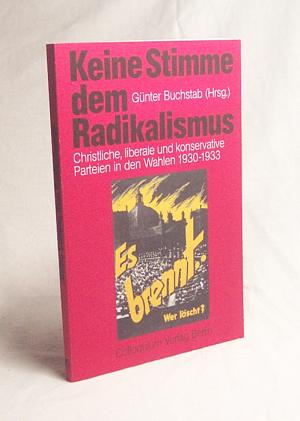 Keine Stimme
dem Günter Buchstab (Hrsg.)
Radikalismus
Christliche, liberale und konservative
Parteien in den Wahlen 1930-1933
Es
brennt..
Wer löscht?
Colloquium Verlag Berlin